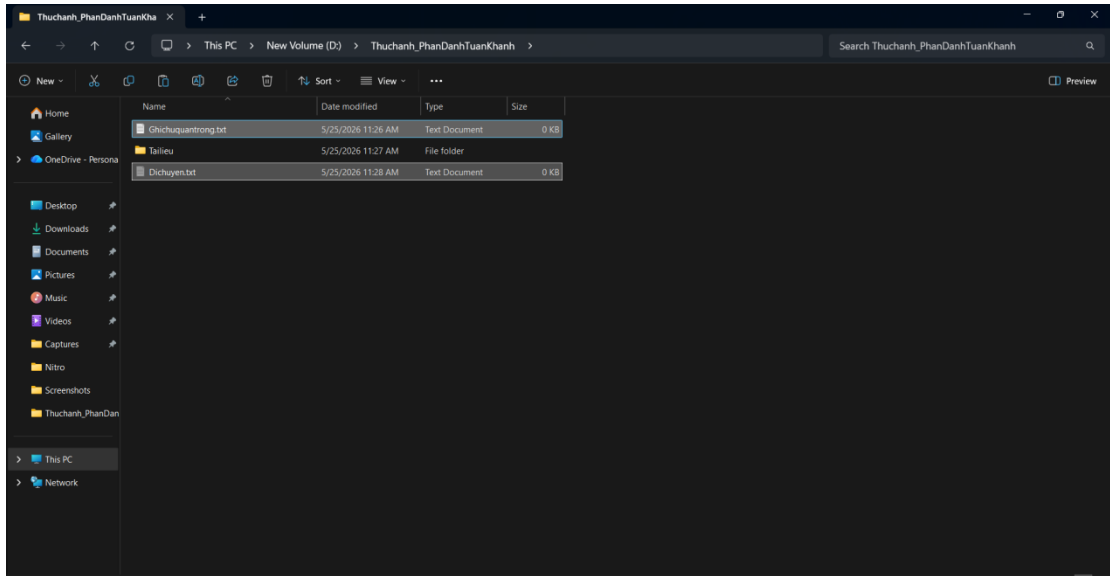 Thuchanh_PhanDanhTuanKha
This PC > New Volume (D:) > Thuchanh_PhanDanhTuanKhanh >
Search Thuchanh_PhanDanhTuanKhanh
New Sort View ... Preview
Name Date modified Type Size
Ghichuquantrong.txt 5/25/2026 11:26 AM Text Document 0 KB
Tailieu 5/25/2026 11:27 AM File folder
Dichuyen.txt 5/25/2026 11:28 AM Text Document 0 KB
Home
Gallery
OneDrive - Persona
Desktop
Downloads
Documents
Pictures
Music
Videos
Captures
Nitro
Screenshots
Thuchanh_PhanDan
This PC
Network